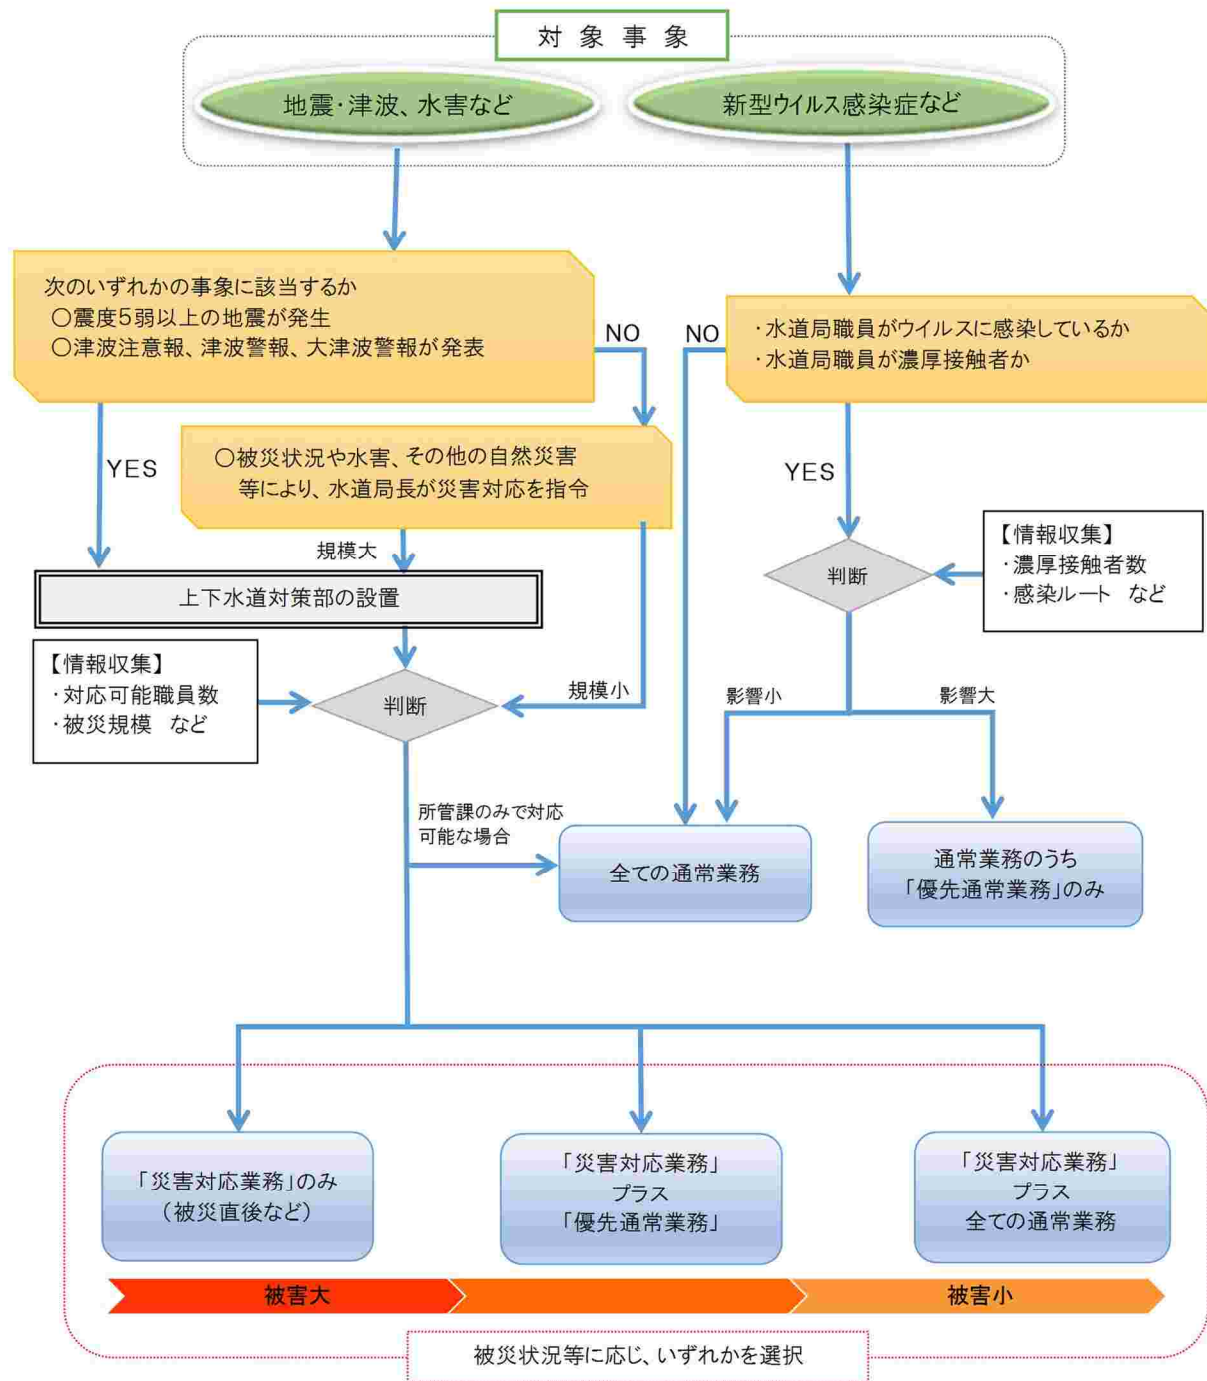 対 象 事 象
地震・津波、水害など
新型ウイルス感染症など
次のいずれかの事象に該当するか
○震度5弱以上の地震が発生
○津波注意報、津波警報、大津波警報が発表
NO
NO
・水道局職員がウイルスに感染しているか
・水道局職員が濃厚接触者か
YES
○被災状況や水害、その他の自然災害
等により、水道局長が災害対応を指令
YES
規模大
【情報収集】
・濃厚接触者数
・感染ルート など
判断
上下水道対策部の設置
【情報収集】
・対応可能職員数
・被災規模 など
判断
規模小
影響小
影響大
所管課のみで対応
可能な場合
全ての通常業務
通常業務のうち
「優先通常業務」のみ
「災害対応業務」のみ
(被災直後など)
「災害対応業務」
プラス
「優先通常業務」
「災害対応業務」
プラス
全ての通常業務
被害大
被害小
被災状況等に応じ、いずれかを選択